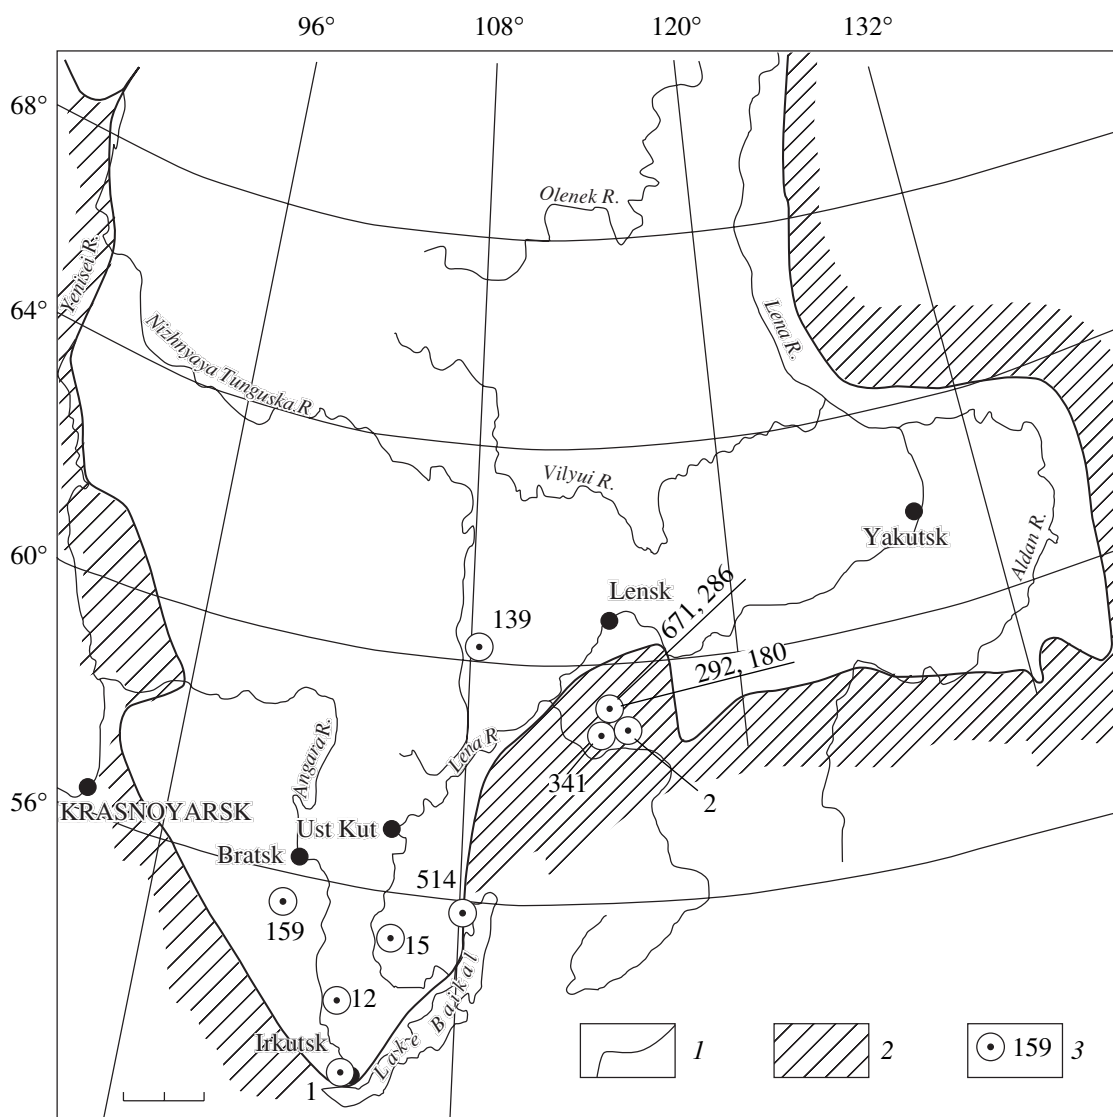 96° 108° 120° 132°
68°
Olenek R.
Yenisei R.
64°
Lena R.
Nizhnyaya Tunguska R
Vilyui R.
Yakutsk
Aldan R.
60°
Lensk
671, 286
139
292, 180
Lena R
Angara R.
341
2
56°
KRASNOYARSK
Ust Kut
Bratsk
514
159
15
12
Lake Baikal
Irkutsk
1
1 2 159 3